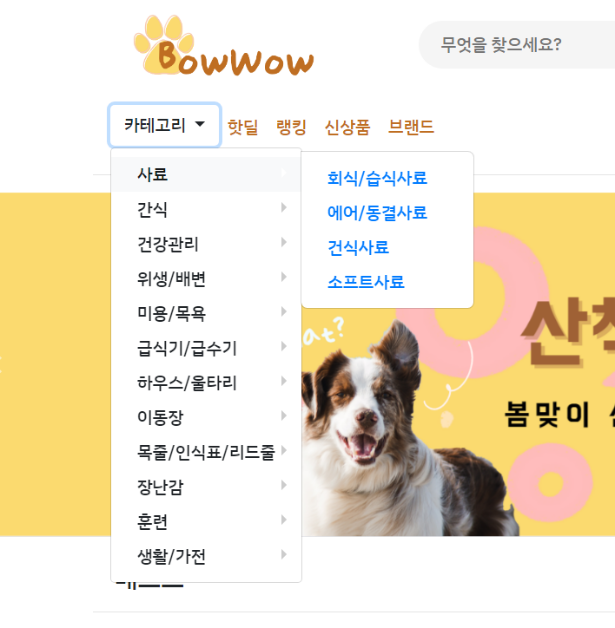 BowWow
무엇을 찾으세요?
카테고리 핫딜 랭킹 신상품 브랜드
사료
간식
건강관리
위생/배변
미용/목욕
급식기/급수기
하우스/울타리
이동장
목줄/인식표/리드줄
장난감
훈련
생활/가전
회식/습식사료
에어/동결사료
건식사료
소프트사료
at?
산
봄맞이